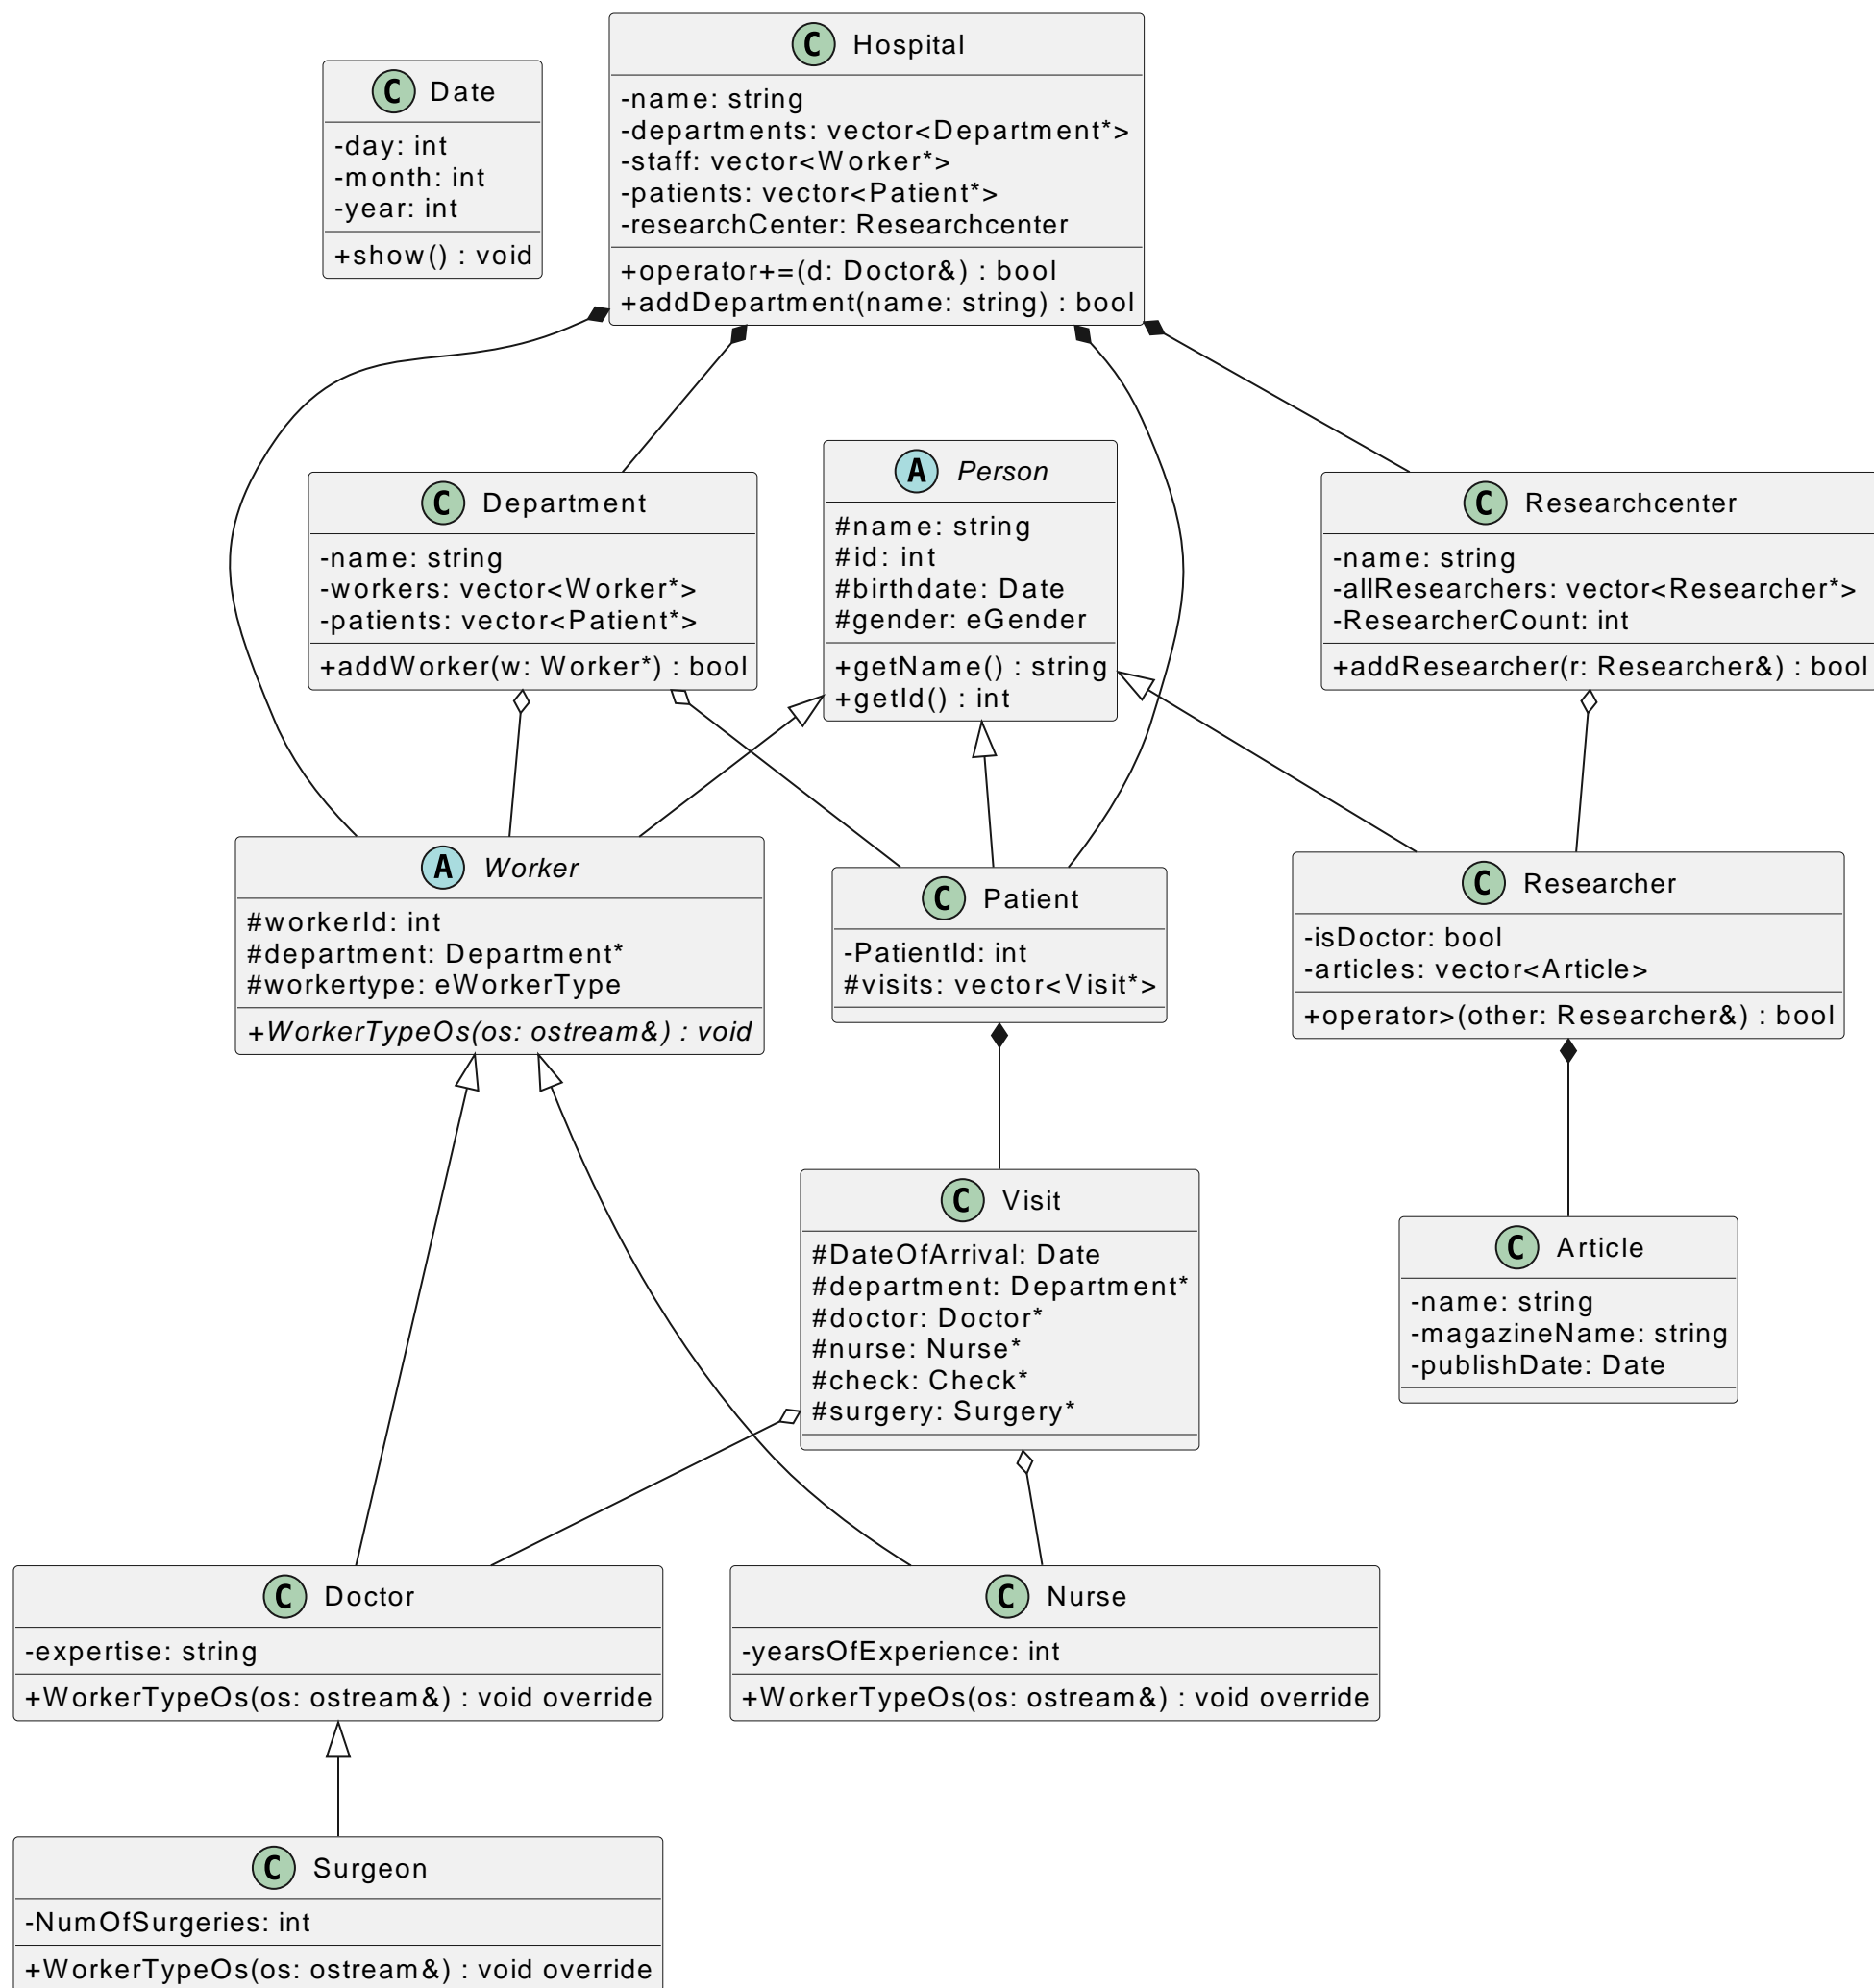 C Hospital
-name: string
-departments: vector<Department*>
-staff: vector<Worker*>
-patients: vector<Patient*>
-researchCenter: Researchcenter
+operator+=(d: Doctor&) : bool
+addDepartment(name: string) : bool
C Date
-day: int
-month: int
-year: int
+show() : void
C Department
-name: string
-workers: vector<Worker*>
-patients: vector<Patient*>
+addWorker(w: Worker*) : bool
A Person
#name: string
#id: int
#birthdate: Date
#gender: eGender
+getName() : string
+getId() : int
C Researchcenter
-name: string
-allResearchers: vector<Researcher*>
-ResearcherCount: int
+addResearcher(r: Researcher&) : bool
A Worker
#workerId: int
#department: Department*
#workertype: eWorkerType
+WorkerTypeOs(os: ostream&) : void
C Patient
-PatientId: int
#visits: vector<Visit*>
C Researcher
-isDoctor: bool
-articles: vector<Article>
+operator>(other: Researcher&) : bool
C Visit
#DateOfArrival: Date
#department: Department*
#doctor: Doctor*
#nurse: Nurse*
#check: Check*
#surgery: Surgery*
C Article
-name: string
-magazineName: string
-publishDate: Date
C Doctor
-expertise: string
+WorkerTypeOs(os: ostream&) : void override
C Nurse
-yearsOfExperience: int
+WorkerTypeOs(os: ostream&) : void override
C Surgeon
-NumOfSurgeries: int
+WorkerTypeOs(os: ostream&) : void override